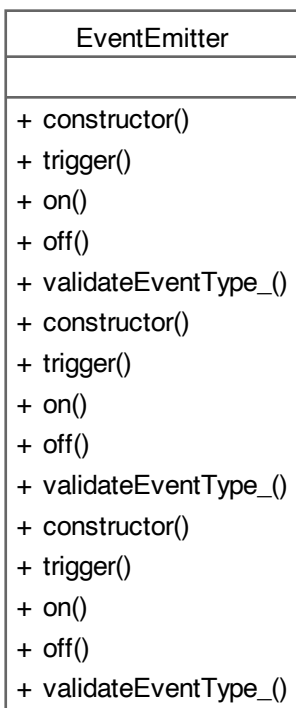 EventEmitter
+ constructor()
+ trigger()
+ on()
+ off()
+ validateEventType_()
+ constructor()
+ trigger()
+ on()
+ off()
+ validateEventType_()
+ constructor()
+ trigger()
+ on()
+ off()
+ validateEventType_()